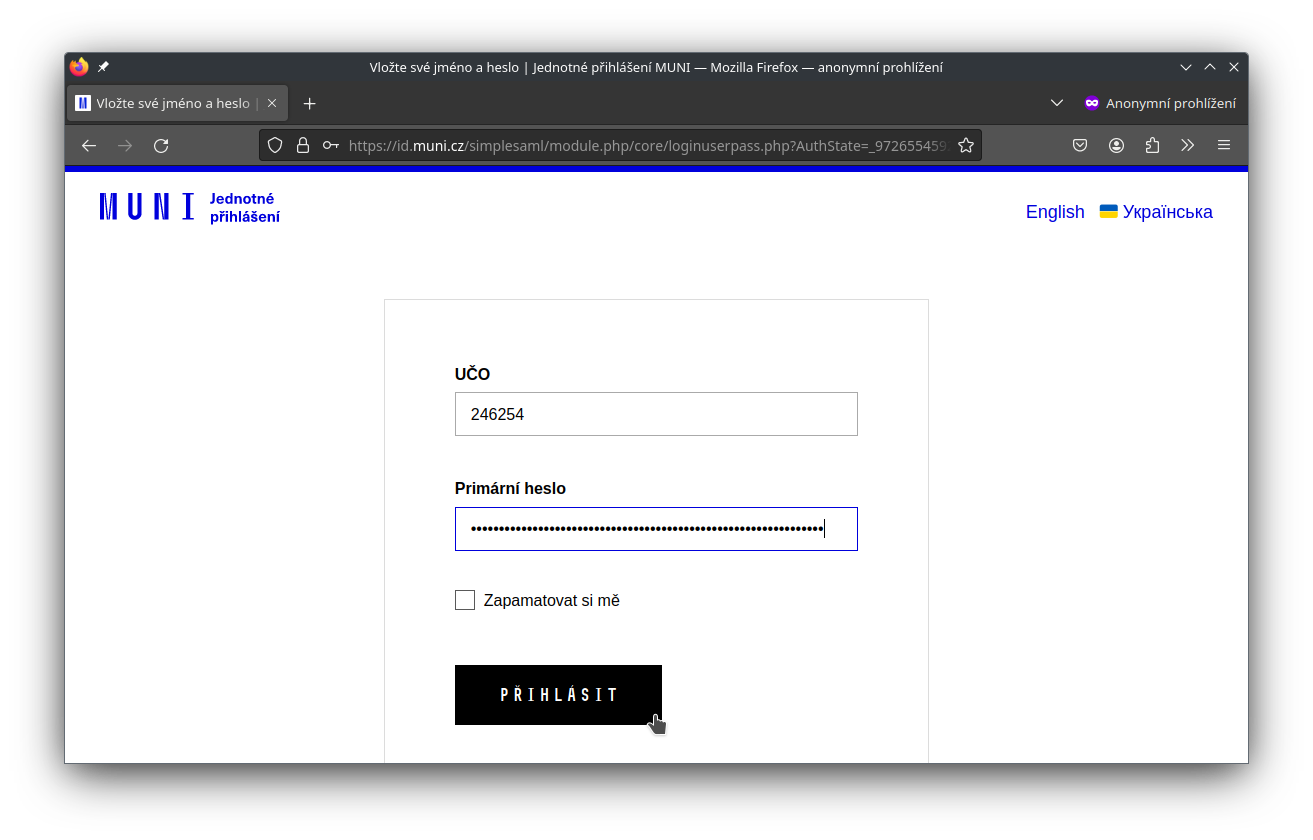 Vložte své jméno a heslo | Jednotné přihlášení MUNI — Mozilla Firefox — anonymní prohlížení
Vložte své jméno a heslo |
Anonymní prohlížení
https://id.muni.cz/simplesaml/module.php/core/loginuserpass.php?AuthState=_972655459
MUNI
Jednotné
přihlášení
English
Українська
UČO
246254
Primární heslo
Zapamatovat si mě
PŘIHLÁSIT